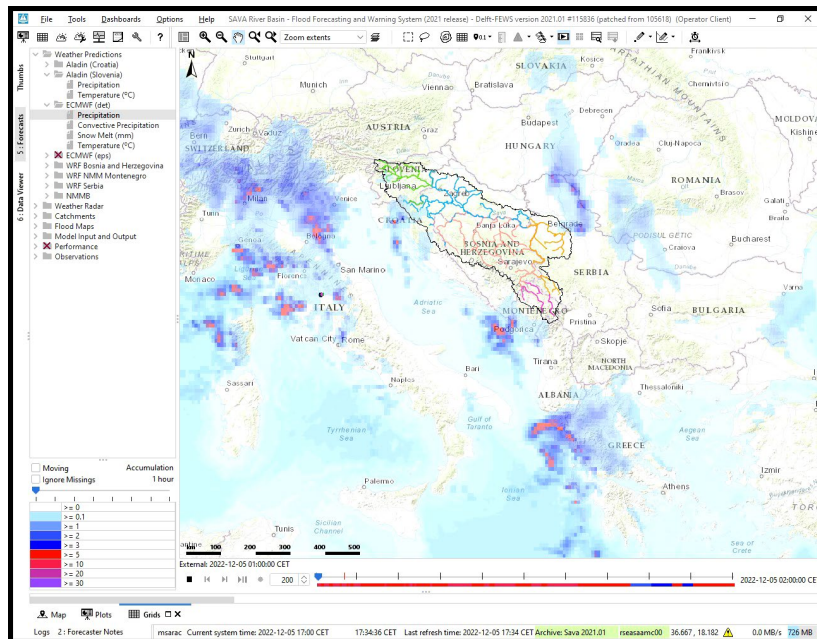 SAVA River Basin - Flood Forecasting and Warning System (2021 release) - Delft-FEWS version 2021.01 #115836 (patched from 105618) (Operator Client)
File Tools Dashboards Options Help
Zoom extents
Thumbs
5 : Forecasts
6 : Data Viewer
Weather Predictions
Aladin (Croatia)
Aladin (Slovenia)
Precipitation
Temperature (ºC)
ECMWF (det)
Precipitation
Convective Precipitation
Snow Melt (mm)
Temperature (ºC)
ECMWF (eps)
WRF Bosnia and Herzegovina
WRF NMM Montenegro
WRF Serbia
NMMB
Weather Radar
Catchments
Flood Maps
Model Input and Output
Performance
Observations
Moving
Accumulation
Ignore Missings
1 hour
>= 0
>= 0.1
>= 1
>= 2
>= 3
>= 5
>= 10
>= 20
>= 30
N
Stuttgart
Munich
Vienna
Bratislava
SLOVAKIA
Kosice
Franivsk
Chernivtsi
MOLDOVA
Kishine
Debrecen
Budapest
AUSTRIA
Graz
HUNGARY
Oradea
Cluj-Napoca
ROMANIA
Brasov
Galati
Braila
Bern
Zurich
Vaduz
SWITZERLAND
SLOVENIA
Ljubljana
Zagreb
CROATIA
Turin
Milan
Venice
Genoa
Bologna
Florence
San Marino
Monaco
ITALY
Vatican City
Rome
Banja Luka
BOSNIA AND
HERZEGOVINA
Sarajevo
Belgrade
SERBIA
PODISUL GETIC
Craiova
Bucharest
Varna
BULGARIA
Sofia
Pristina
MONTENEGRO
Podgorica
Skopje
NORTH
MACEDONIA
Tirana
ALBANIA
Thessaloniki
Adriatic
Sea
Bari
Naples
Sassari
Tyrrhenian
Sea
Gulf of
Taranto
GREECE
Aegean
Sea
Izmir
Athens
Palermo
Ionian
Sea
Tunis
Sicilian
Channel
Sea of
Crete
km 100 200 300 400 500
External: 2022-12-05 01:00:00 CET
200
2022-12-05 02:00:00 CET
Map Plots Grids
Logs 2 : Forecaster Notes msarac Current system time: 2022-12-05 17:00 CET 17:34:36 CET Last refresh time: 2022-12-05 17:34 CET Archive: Sava 2021.01 rseasaamc00 36.667, 18.182 0.0 MB/s 726 MB